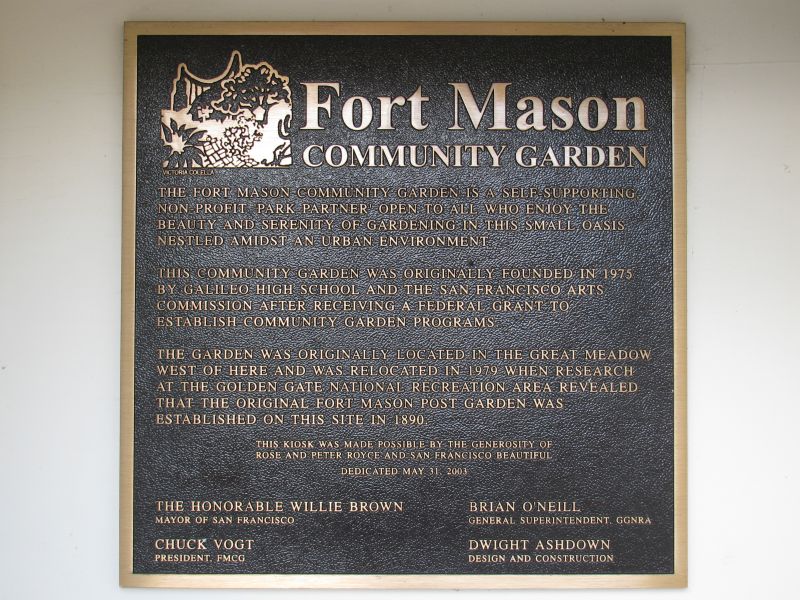 Fort Mason
COMMUNITY GARDEN
VICTORIA COLELLA
THE FORT MASON COMMUNITY GARDEN IS A SELF-SUPPORTING,
NON-PROFIT "PARK PARTNER" OPEN TO ALL WHO ENJOY THE
BEAUTY AND SERENITY OF GARDENING IN THIS SMALL OASIS
NESTLED AMIDST AN URBAN ENVIRONMENT.
THIS COMMUNITY GARDEN WAS ORIGINALLY FOUNDED IN 1975
BY GALILEO HIGH SCHOOL AND THE SAN FRANCISCO ARTS
COMMISSION AFTER RECEIVING A FEDERAL GRANT TO
ESTABLISH COMMUNITY GARDEN PROGRAMS.
THE GARDEN WAS ORIGINALLY LOCATED IN THE GREAT MEADOW
WEST OF HERE AND WAS RELOCATED IN 1979 WHEN RESEARCH
AT THE GOLDEN GATE NATIONAL RECREATION AREA REVEALED
THAT THE ORIGINAL FORT MASON POST GARDEN WAS
ESTABLISHED ON THIS SITE IN 1890.
THIS KIOSK WAS MADE POSSIBLE BY THE GENEROSITY OF
ROSE AND PETER ROYCE AND SAN FRANCISCO BEAUTIFUL
DEDICATED MAY 31, 2003
THE HONORABLE WILLIE BROWN
MAYOR OF SAN FRANCISCO
BRIAN O'NEILL
GENERAL SUPERINTENDENT, GGNRA
CHUCK VOGT
PRESIDENT, FMCG
DWIGHT ASHDOWN
DESIGN AND CONSTRUCTION